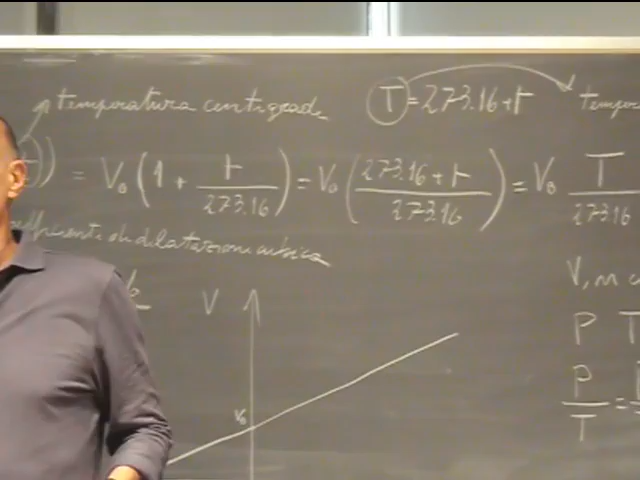 temperatura centigrada T = 273.16 + t temper
)) = V₀ (1 + t/273.16) = V₀ ((273.16 + t)/273.16) = V₀ T/273.16
coefficiente di dilatazione cubica
V V, n
V₀ P T
P/T =